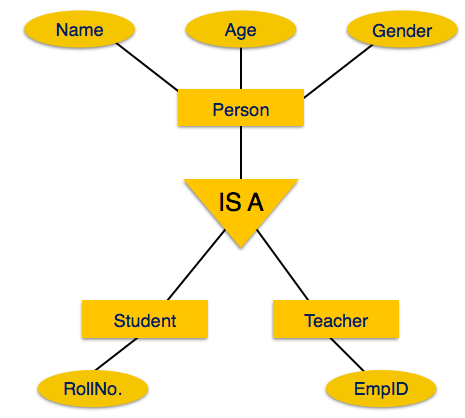 Name
Age
Gender
Person
IS A
Student
Teacher
RollNo.
EmpID